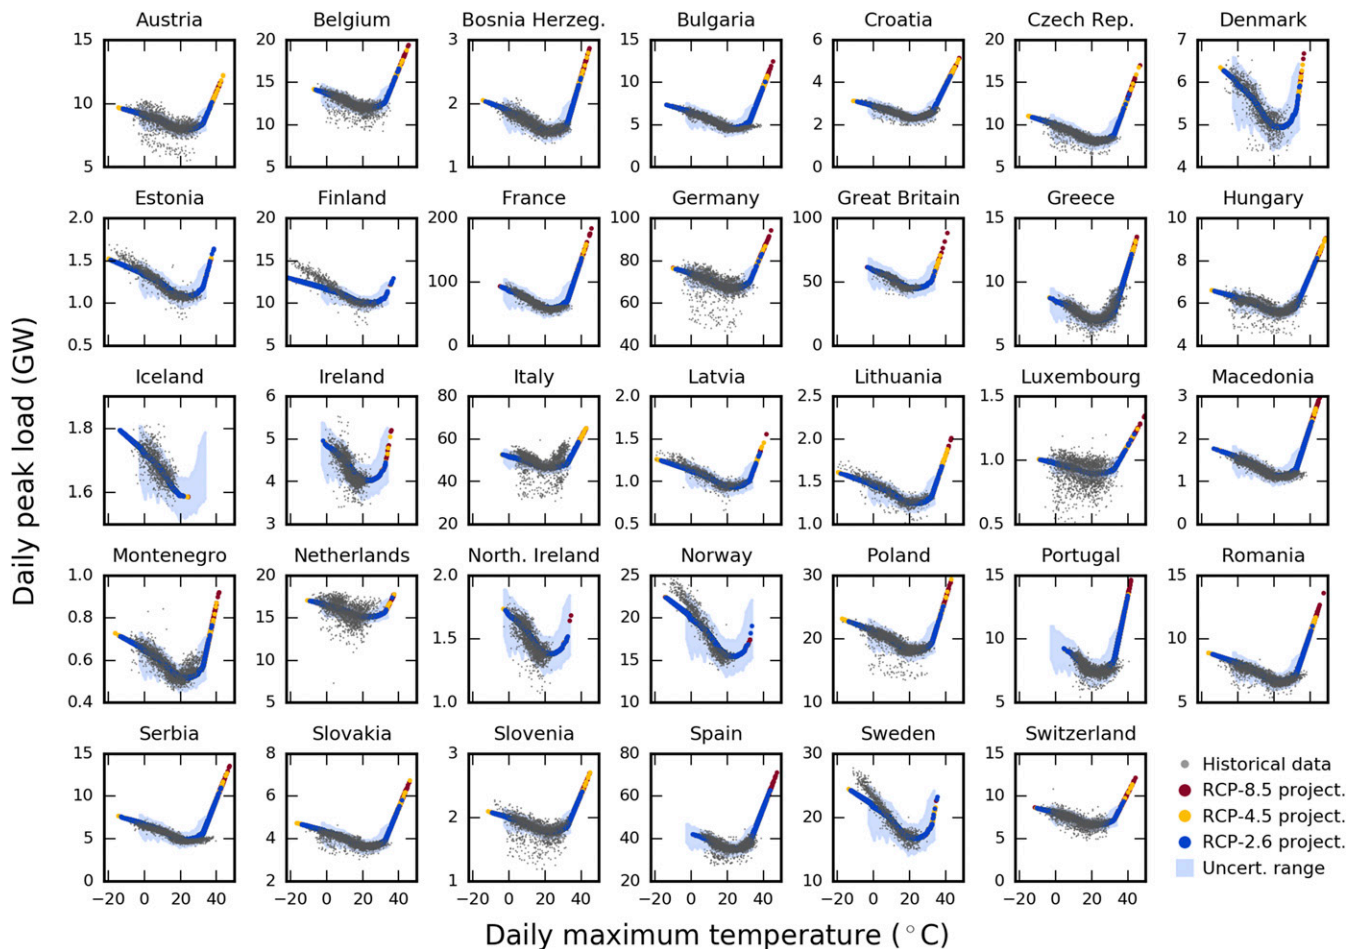 Austria Belgium Bosnia Herzeg. Bulgaria Croatia Czech Rep. Denmark
15 20 3 15 6 20 7
10 15 2 10 4 15 6
10 5 2 10 5
5 5 1 0 0 5 4
Estonia Finland France Germany Great Britain Greece Hungary
2.0 20 200 100 100 15 10
1.5 15 80 8
100 50 10
1.0 10 60 6
0.5 5 0 40 0 5 4
Iceland Ireland Italy Latvia Lithuania Luxembourg Macedonia
6 80 2.0 2.5 1.5 3
1.8 5 60 1.5 2.0 2
1.0
1.6 4 40 1.0 1.5 1
3 20 0.5 1.0 0.5 0
Montenegro Netherlands North. Ireland Norway Poland Portugal Romania
1.0 20 2.0 25 30 15 15
0.8 15 20
1.5 20 10 10
0.6 10 15
0.4 5 1.0 10 10 5 5
Serbia Slovakia Slovenia Spain Sweden Switzerland
15 8 3 80 30 15
10 6 60
2 20 10
5 4 40
0 2 1 20 10 5
−20 0 20 40 −20 0 20 40 −20 0 20 40 −20 0 20 40 −20 0 20 40 −20 0 20 40
Historical data
RCP-8.5 project.
RCP-4.5 project.
RCP-2.6 project.
Uncert. range
Daily peak load (GW)
Daily maximum temperature (°C)